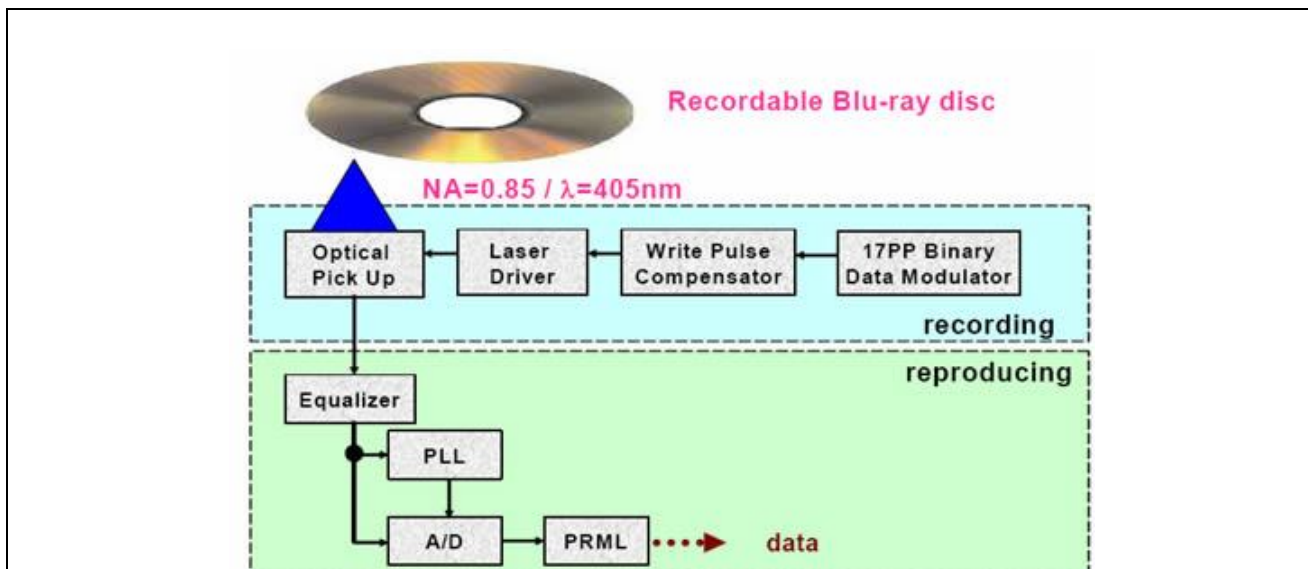 Recordable Blu-ray disc
NA=0.85 / λ=405nm
Optical
Pick Up
Laser
Driver
Write Pulse
Compensator
17PP Binary
Data Modulator
recording
reproducing
Equalizer
PLL
A/D
PRML
data